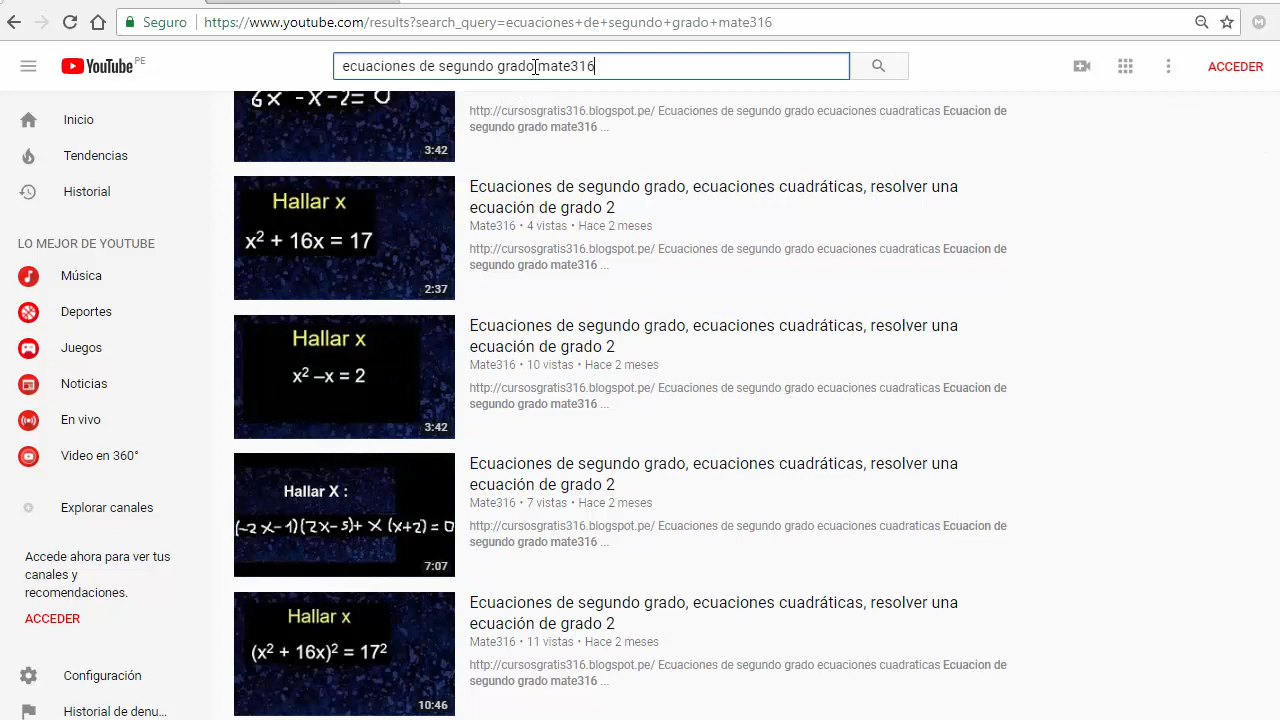 Seguro
https://www.youtube.com/results?search_query=ecuaciones+de+segundo+grado+mate316
M
YouTube PE
ecuaciones de segundo grado mate316
ACCEDER
Inicio
Tendencias
Historial
LO MEJOR DE YOUTUBE
Música
Deportes
Juegos
Noticias
En vivo
Video en 360°
Explorar canales
Accede ahora para ver tus
canales y
recomendaciones.
ACCEDER
Configuración
Historial de denu...
6x -x-2= 0
3:42
http://cursosgratis316.blogspot.pe/ Ecuaciones de segundo grado ecuaciones cuadraticas Ecuacion de
segundo grado mate316 ...
Hallar x
x² + 16x = 17
2:37
Ecuaciones de segundo grado, ecuaciones cuadráticas, resolver una
ecuación de grado 2
Mate316 • 4 vistas • Hace 2 meses
http://cursosgratis316.blogspot.pe/ Ecuaciones de segundo grado ecuaciones cuadraticas Ecuacion de
segundo grado mate316 ...
Hallar x
x² –x = 2
3:42
Ecuaciones de segundo grado, ecuaciones cuadráticas, resolver una
ecuación de grado 2
Mate316 • 10 vistas • Hace 2 meses
http://cursosgratis316.blogspot.pe/ Ecuaciones de segundo grado ecuaciones cuadraticas Ecuacion de
segundo grado mate316 ...
Hallar X :
(-2x-1)(2x-5)+ x (x+2) = 0
7:07
Ecuaciones de segundo grado, ecuaciones cuadráticas, resolver una
ecuación de grado 2
Mate316 • 7 vistas • Hace 2 meses
http://cursosgratis316.blogspot.pe/ Ecuaciones de segundo grado ecuaciones cuadraticas Ecuacion de
segundo grado mate316 ...
Hallar x
(x² + 16x)² = 17²
10:46
Ecuaciones de segundo grado, ecuaciones cuadráticas, resolver una
ecuación de grado 2
Mate316 • 11 vistas • Hace 2 meses
http://cursosgratis316.blogspot.pe/ Ecuaciones de segundo grado ecuaciones cuadraticas Ecuacion de
segundo grado mate316 ...